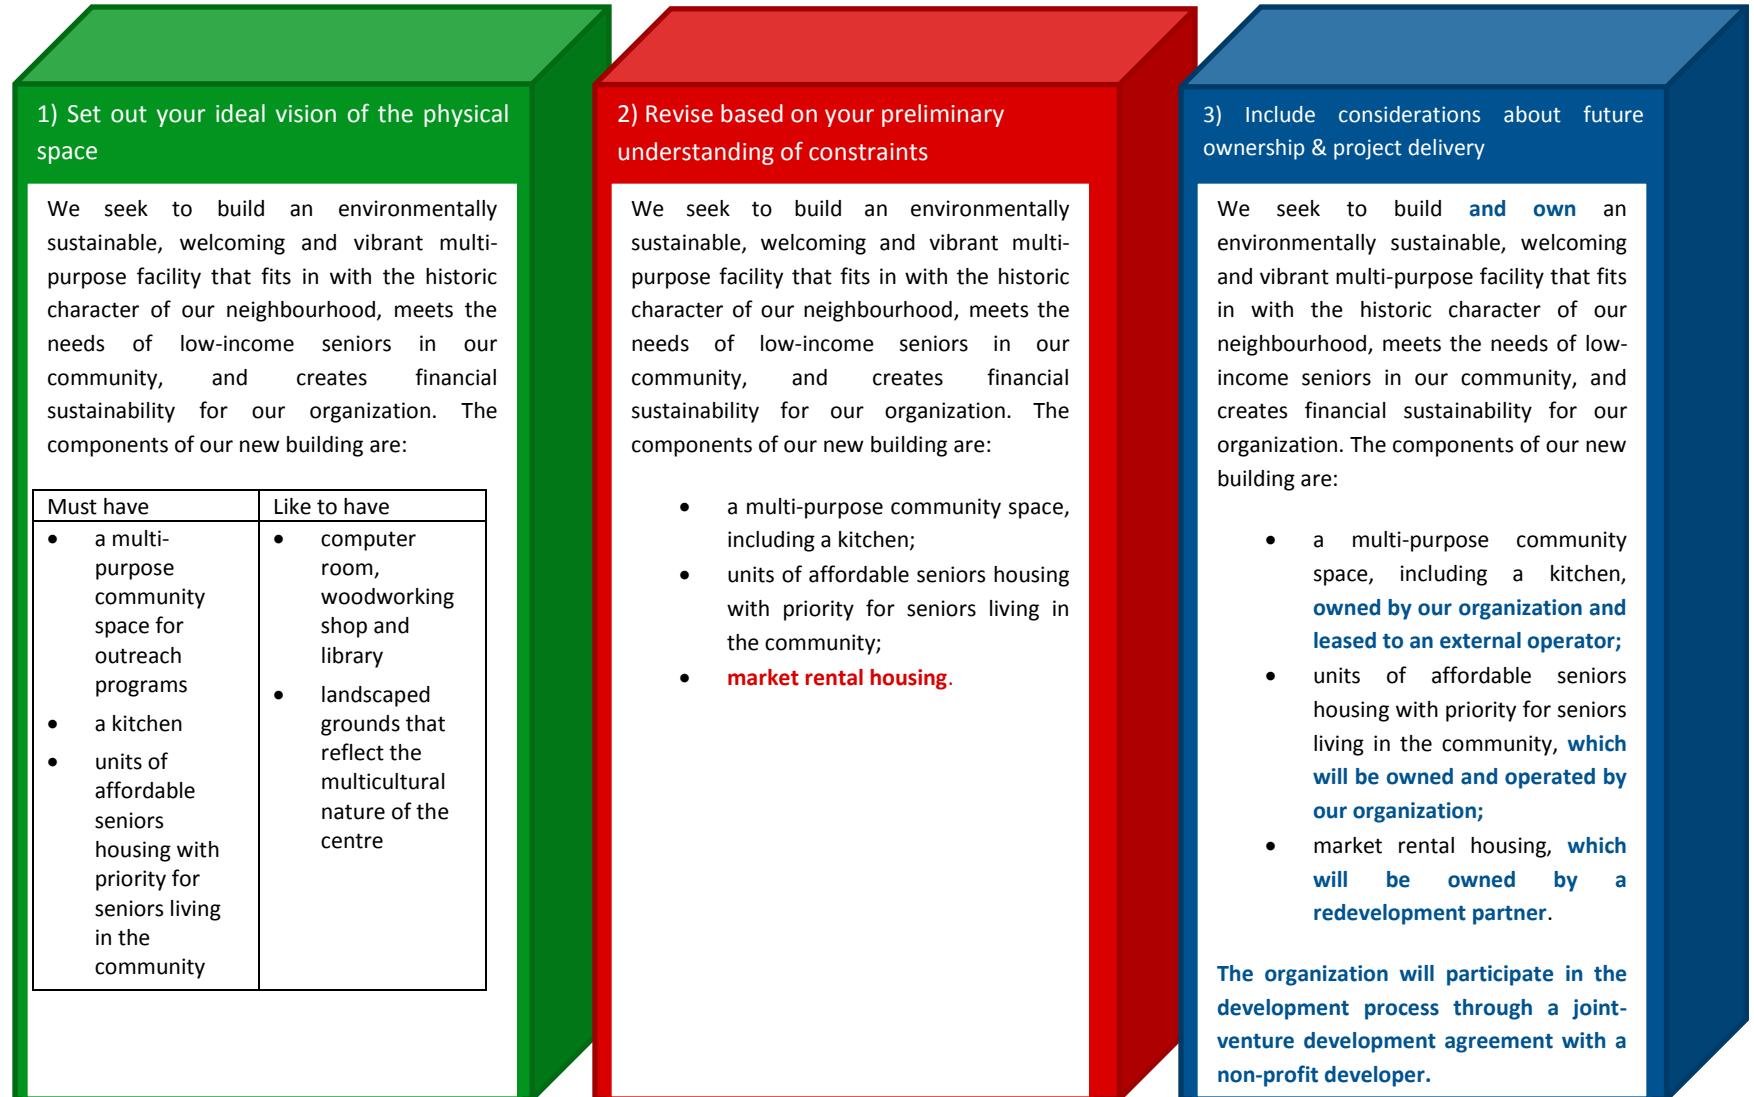 1) Set out your ideal vision of the physical
space
We seek to build an environmentally
sustainable, welcoming and vibrant multi-
purpose facility that fits in with the historic
character of our neighbourhood, meets the
needs of low-income seniors in our
community, and creates financial
sustainability for our organization. The
components of our new building are:
Must have
• a multi-
purpose
community
space for
outreach
programs
• a kitchen
• units of
affordable
seniors
housing with
priority for
seniors living
in the
community
Like to have
• computer
room,
woodworking
shop and
library
• landscaped
grounds that
reflect the
multicultural
nature of the
centre
2) Revise based on your preliminary
understanding of constraints
We seek to build an environmentally
sustainable, welcoming and vibrant multi-
purpose facility that fits in with the historic
character of our neighbourhood, meets the
needs of low-income seniors in our
community, and creates financial
sustainability for our organization. The
components of our new building are:
• a multi-purpose community space,
including a kitchen;
• units of affordable seniors housing
with priority for seniors living in
the community;
• market rental housing.
3) Include considerations about future
ownership & project delivery
We seek to build and own an
environmentally sustainable, welcoming
and vibrant multi-purpose facility that fits
in with the historic character of our
neighbourhood, meets the needs of low-
income seniors in our community, and
creates financial sustainability for our
organization. The components of our new
building are:
• a multi-purpose community
space, including a kitchen,
owned by our organization and
leased to an external operator;
• units of affordable seniors
housing with priority for seniors
living in the community, which
will be owned and operated by
our organization;
• market rental housing, which
will be owned by a
redevelopment partner.
The organization will participate in the
development process through a joint-
venture development agreement with a
non-profit developer.